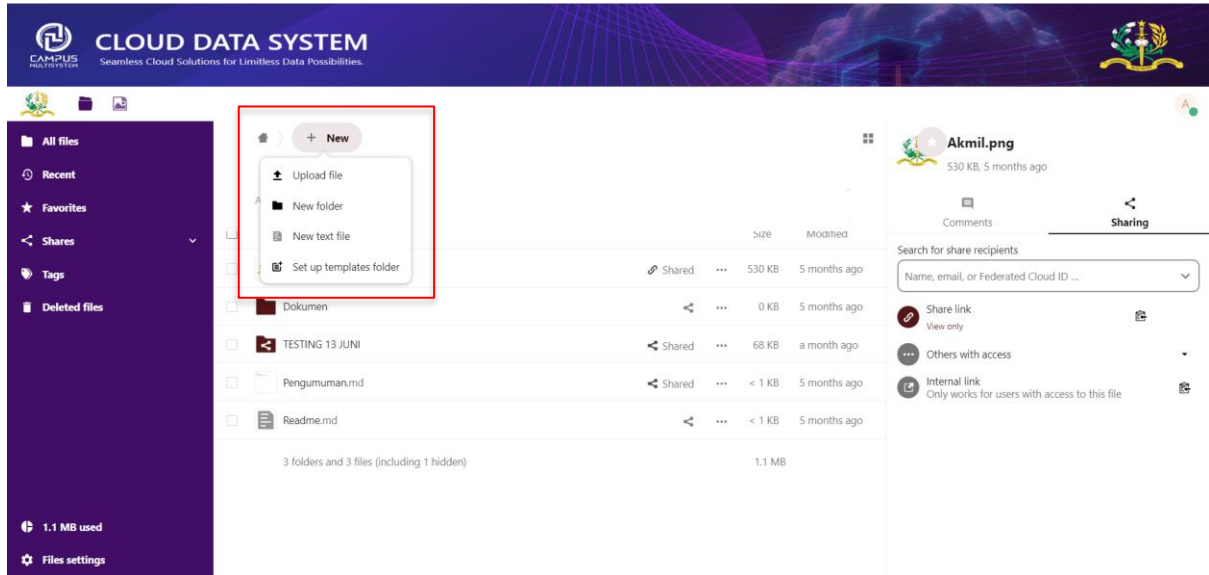 CAMPUS
MULTISYSTEM
CLOUD DATA SYSTEM
Seamless Cloud Solutions for Limitless Data Possibilities.
A
All files
Recent
Favorites
Shares
Tags
Deleted files
1.1 MB used
Files settings
+ New
Upload file
New folder
New text file
Set up templates folder
A
Size Modified
Shared ... 530 KB 5 months ago
Dokumen ... 0 KB 5 months ago
TESTING 13 JUNI Shared ... 68 KB a month ago
Pengumuman.md Shared ... < 1 KB 5 months ago
Readme.md ... < 1 KB 5 months ago
3 folders and 3 files (including 1 hidden) 1.1 MB
Akmil.png
530 KB, 5 months ago
Comments Sharing
Search for share recipients
Name, email, or Federated Cloud ID ...
Share link
View only
Others with access
Internal link
Only works for users with access to this file